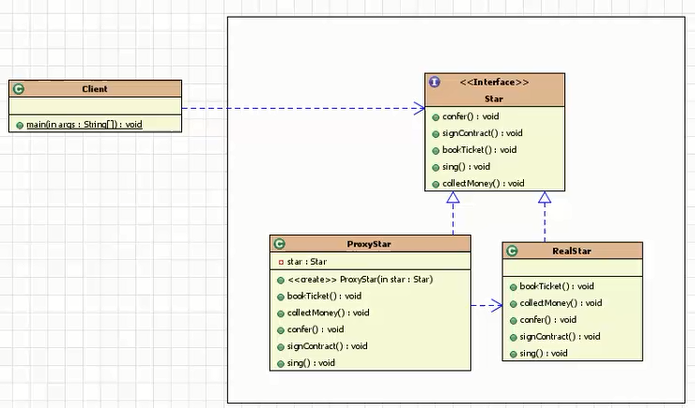 Client
main(in args : String[]) : void
<<Interface>>
Star
confer() : void
signContract() : void
bookTicket() : void
sing() : void
collectMoney() : void
ProxyStar
star : Star
<<create>> ProxyStar(in star : Star)
bookTicket() : void
collectMoney() : void
confer() : void
signContract() : void
sing() : void
RealStar
bookTicket() : void
collectMoney() : void
confer() : void
signContract() : void
sing() : void